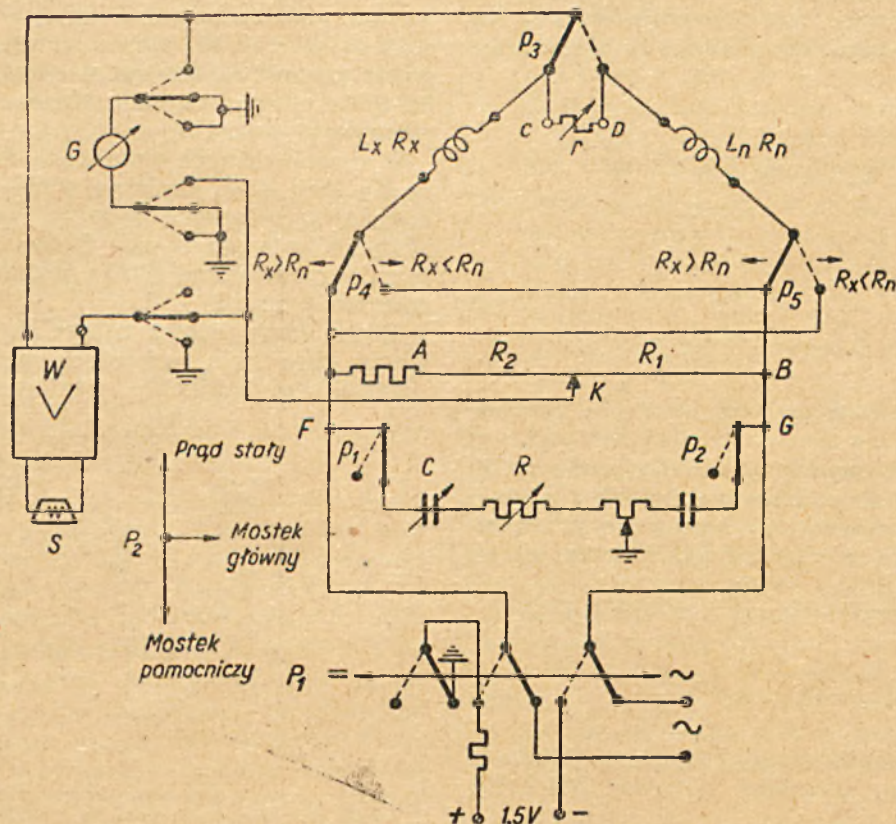 p3
G
C r D
Lx Rx
Ln Rn
Rx>Rn
Rx<Rn
Rx>Rn
Rx<Rn
p4
p5
W
A R2 R1 B
K
F
G
Prąd stały
p1
C
R
p2
S
P2
Mostek
główny
Mostek
pomocniczy
P1 = ~
~
+ 1,5V -